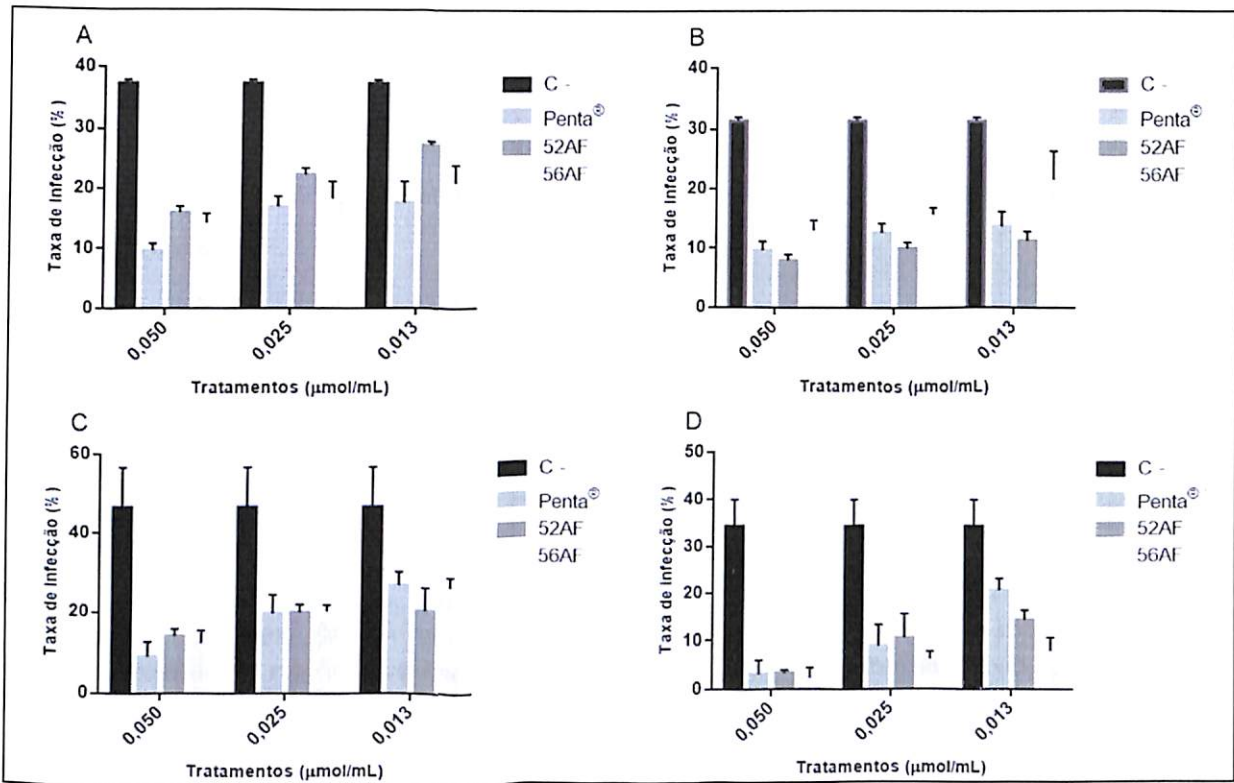 A
Taxa de Infecção (%)
40
30
20
10
0
0,050
0,025
0,013
Tratamentos (μmol/mL)
C -
Penta®
52AF
56AF
B
Taxa de Infecção (%)
40
30
20
10
0
0,050
0,025
0,013
Tratamentos (μmol/mL)
C -
Penta®
52AF
56AF
C
Taxa de Infecção (%)
60
40
20
0
0,050
0,025
0,013
Tratamentos (μmol/mL)
C -
Penta®
52AF
56AF
D
Taxa de Infecção (%)
50
40
30
20
10
0
0,050
0,025
0,013
Tratamentos (μmol/mL)
C -
Penta®
52AF
56AF